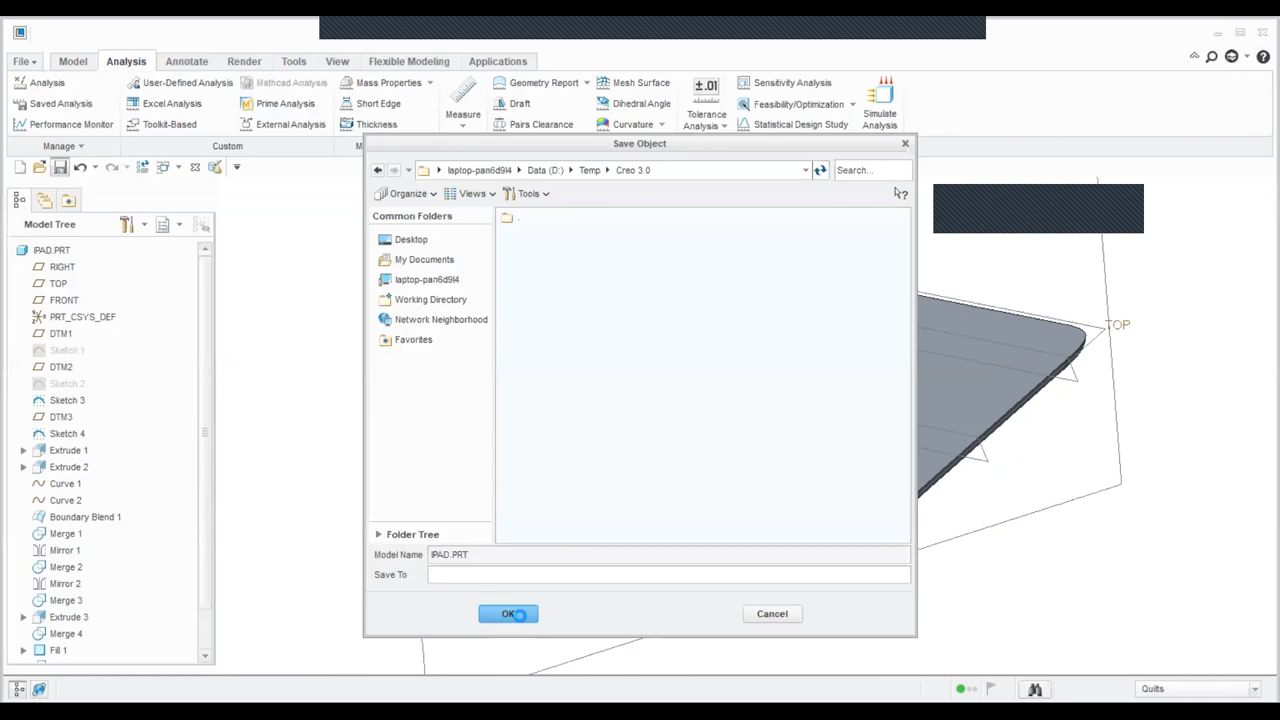 File Model Analysis Annotate Render Tools View Flexible Modeling Applications
Analysis User-Defined Analysis Mathcad Analysis Mass Properties Geometry Report Mesh Surface Sensitivity Analysis
Saved Analysis Excel Analysis Prime Analysis Short Edge Measure Draft Dihedral Angle ±.01 Tolerance Analysis Feasibility/Optimization Simulate Analysis
Performance Monitor Toolkit-Based External Analysis Thickness Pairs Clearance Curvature Statistical Design Study
Manage Custom
Save Object
laptop-pan6d9l4 Data (D:) Temp Creo 3.0 Search...
Organize Views Tools
Common Folders
.
Desktop
My Documents
laptop-pan6d9l4
Working Directory
Network Neighborhood
Favorites
Folder Tree
Model Name IPAD.PRT
Save To
OK Cancel
Model Tree
IPAD.PRT
RIGHT
TOP
FRONT
PRT_CSYS_DEF
DTM1
Sketch 1
DTM2
Sketch 2
Sketch 3
DTM3
Sketch 4
Extrude 1
Extrude 2
Curve 1
Curve 2
Boundary Blend 1
Merge 1
Mirror 1
Merge 2
Mirror 2
Merge 3
Extrude 3
Merge 4
Fill 1
TOP
Quilts